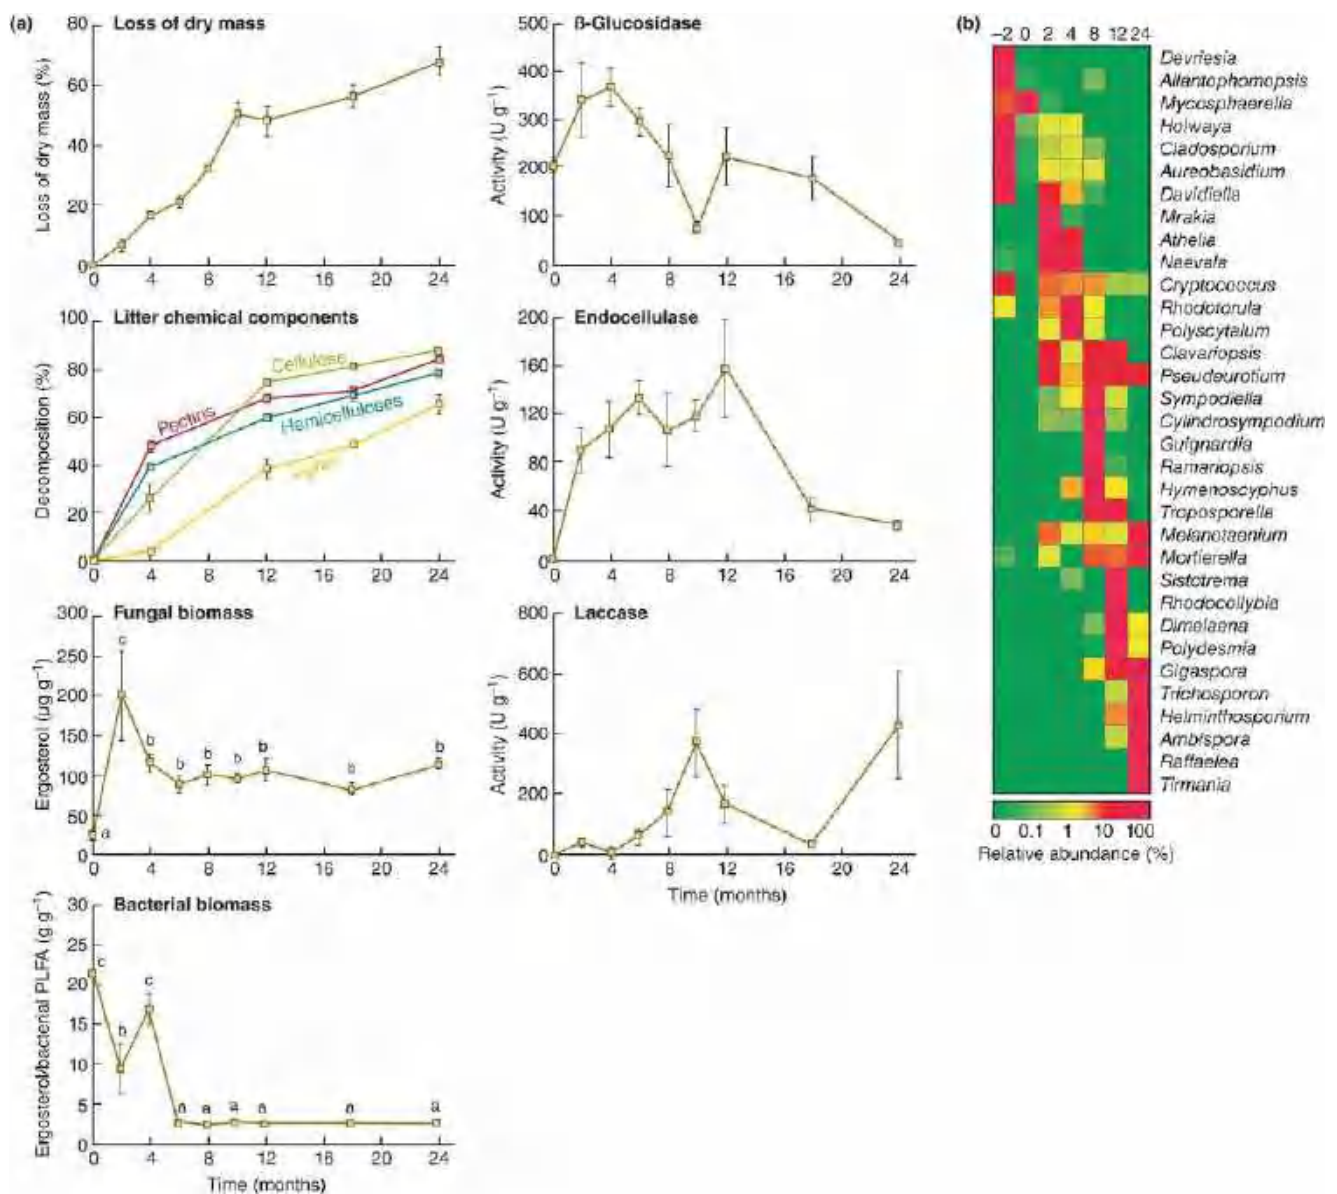 (a)
Loss of dry mass
Loss of dry mass (%)
80
60
40
20
0
0 4 8 12 16 20 24
ß-Glucosidase
Activity (U g⁻¹)
500
400
300
200
100
0
0 4 8 12 16 20 24
Litter chemical components
Decomposition (%)
100
80
60
40
20
0
Cellulose
Pectins
Hemicelluloses
0 4 8 12 16 20 24
Endocellulase
Activity (U g⁻¹)
200
160
120
80
40
0
0 4 8 12 16 20 24
Fungal biomass
Ergosterol (µg g⁻¹)
300
250
200
150
100
50
0
a c b b b b b b b
0 4 8 12 16 20 24
Laccase
Activity (U g⁻¹)
800
600
400
200
0
0 4 8 12 16 20 24
Time (months)
Bacterial biomass
Ergosterol/bacterial PLFA (g g⁻¹)
30
25
20
15
10
5
0
c b c a a a a a a
0 4 8 12 16 20 24
Time (months)
(b)
−2 0 2 4 8 12 24
Devriesia
Allantophomopsis
Mycosphaerella
Holwaya
Cladosporium
Aureobasidium
Davidiella
Mrakia
Athelia
Naevala
Cryptococcus
Rhodotorula
Polyscytalum
Clavariopsis
Pseudeurotium
Sympodiella
Cylindrosympodium
Guignardia
Ramariopsis
Hymenoscyphus
Troposporella
Melanotaenium
Mortierella
Sistotrema
Rhodocollybia
Dimelaena
Polydesmia
Gigaspora
Trichosporon
Helminthosporium
Ambispora
Raffaelea
Tirmania
0 0.1 1 10 100
Relative abundance (%)